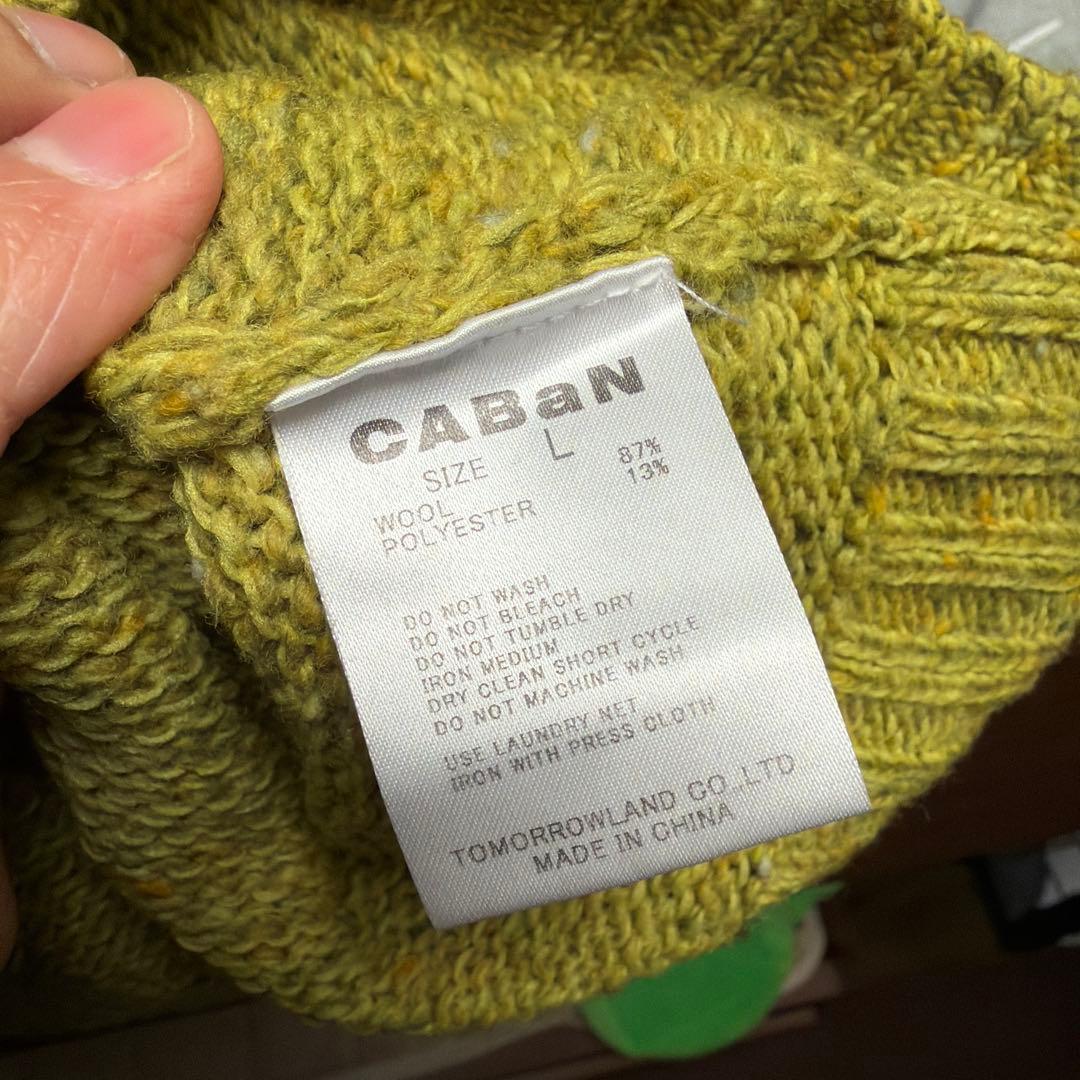 CABaN
SIZE L
WOOL 87%
POLYESTER 13%
DO NOT WASH
DO NOT BLEACH
DO NOT TUMBLE DRY
IRON MEDIUM
DRY CLEAN SHORT CYCLE
DO NOT MACHINE WASH
USE LAUNDRY NET
IRON WITH PRESS CLOTH
TOMORROWLAND CO.,LTD
MADE IN CHINA